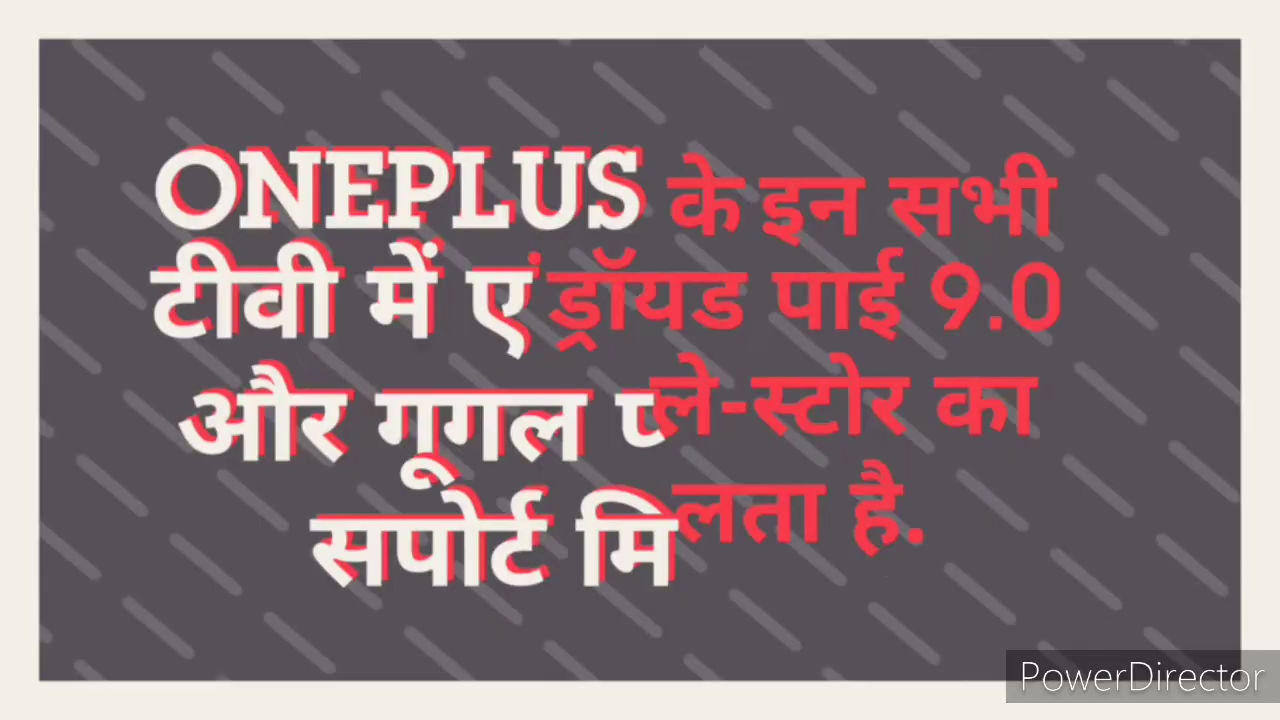 ONEPLUS के इन सभी
टीवी में एंड्रॉयड पाई 9.0
और गूगल प्ले-स्टोर का
सपोर्ट मिलता है.
PowerDirector